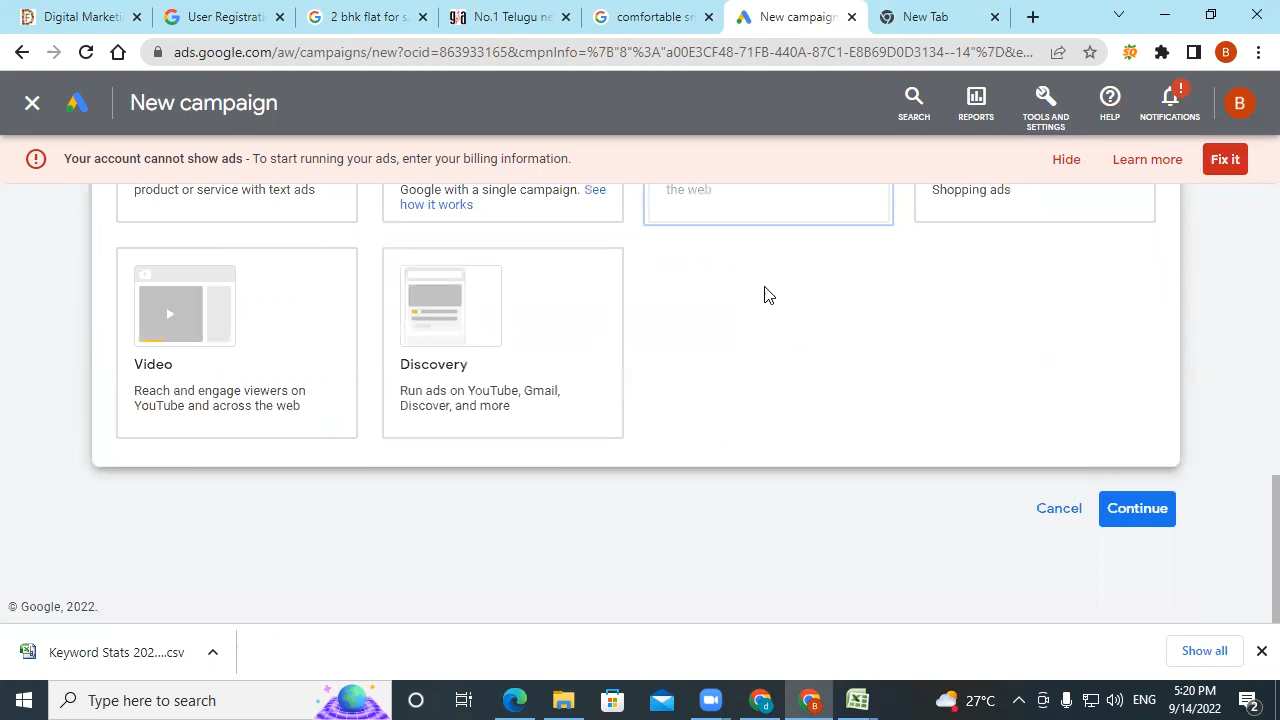 Digital Marketi
User Registrati
2 bhk flat for s
No.1 Telugu ne
comfortable sn
New campaign
New Tab
ads.google.com/aw/campaigns/new?ocid=863933165&cmpnInfo=%7B"8"%3A"a00E3CF48-71FB-440A-87C1-E8B69D0D3134--14"%7D&e...
B
New campaign
SEARCH
REPORTS
TOOLS AND
SETTINGS
HELP
!
NOTIFICATIONS
B
Your account cannot show ads - To start running your ads, enter your billing information.
Hide
Learn more
Fix it
product or service with text ads
Google with a single campaign. See
how it works
the web
Shopping ads
Video
Reach and engage viewers on
YouTube and across the web
Discovery
Run ads on YouTube, Gmail,
Discover, and more
Cancel
Continue
© Google, 2022.
Keyword Stats 202....csv
Show all
Type here to search
27°C
ENG
5:20 PM
9/14/2022
2